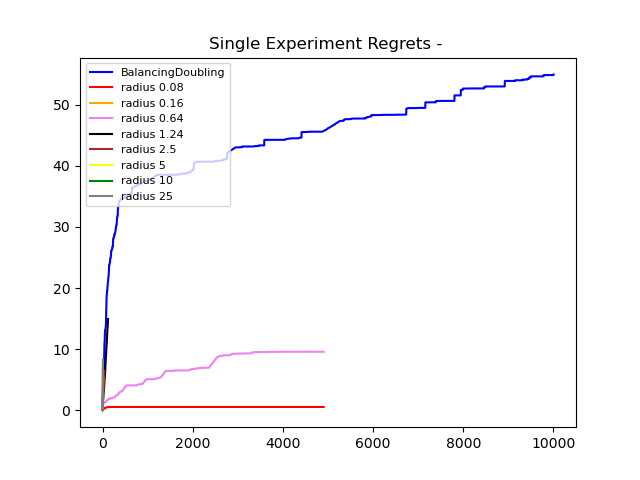 Single Experiment Regrets -
BalancingDoubling
radius 0.08
radius 0.16
radius 0.64
radius 1.24
radius 2.5
radius 5
radius 10
radius 25
50
40
30
20
10
0
0 2000 4000 6000 8000 10000